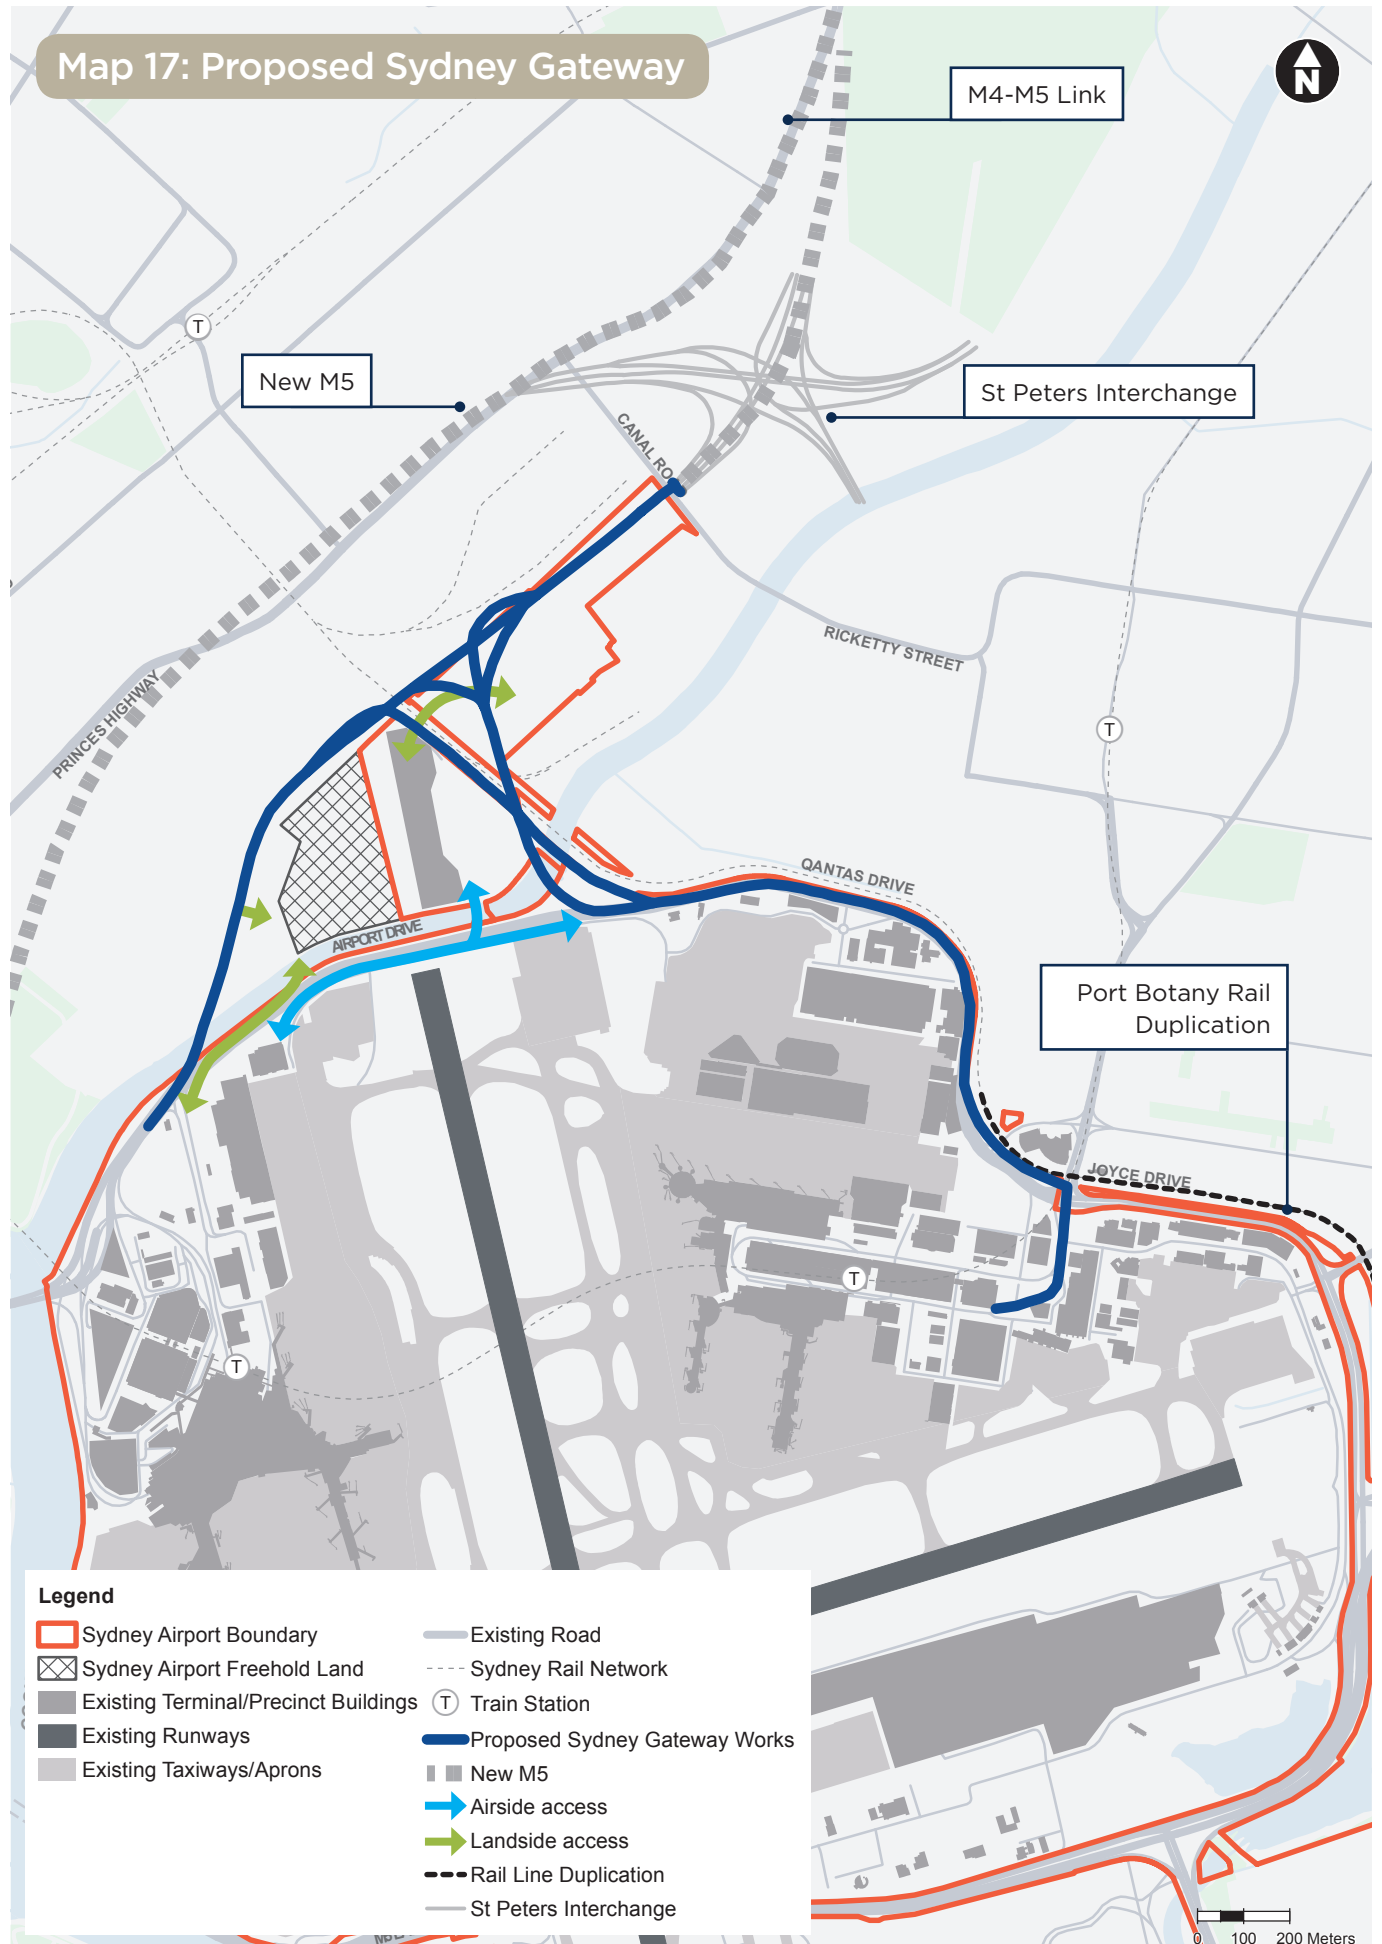 Map 17: Proposed Sydney Gateway
N
M4-M5 Link
T
New M5
St Peters Interchange
RICKETTY STREET
PRINCES HIGHWAY
T
QANTAS DRIVE
AIRPORT DRIVE
Port Botany Rail
Duplication
JOYCE DRIVE
T
T
Legend
Sydney Airport Boundary
Sydney Airport Freehold Land
Existing Terminal/Precinct Buildings
Existing Runways
Existing Taxiways/Aprons
Existing Road
Sydney Rail Network
T Train Station
Proposed Sydney Gateway Works
New M5
Airside access
Landside access
Rail Line Duplication
St Peters Interchange
CANAL RO
0 100 200 Meters